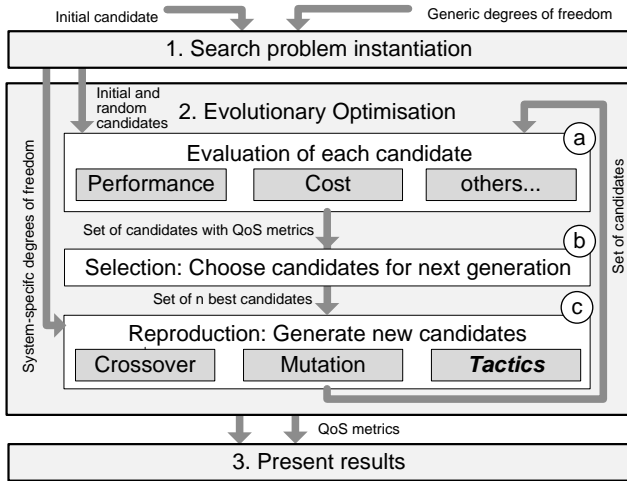 Initial candidate
Generic degrees of freedom
1. Search problem instantiation
Initial and
random
candidates
2. Evolutionary Optimisation
a
Evaluation of each candidate
Performance
Cost
others...
Set of candidates with QoS metrics
b
Selection: Choose candidates for next generation
Set of n best candidates
c
Reproduction: Generate new candidates
Crossover
Mutation
Tactics
System-specifc degrees of freedom
Set of candidates
QoS metrics
3. Present results